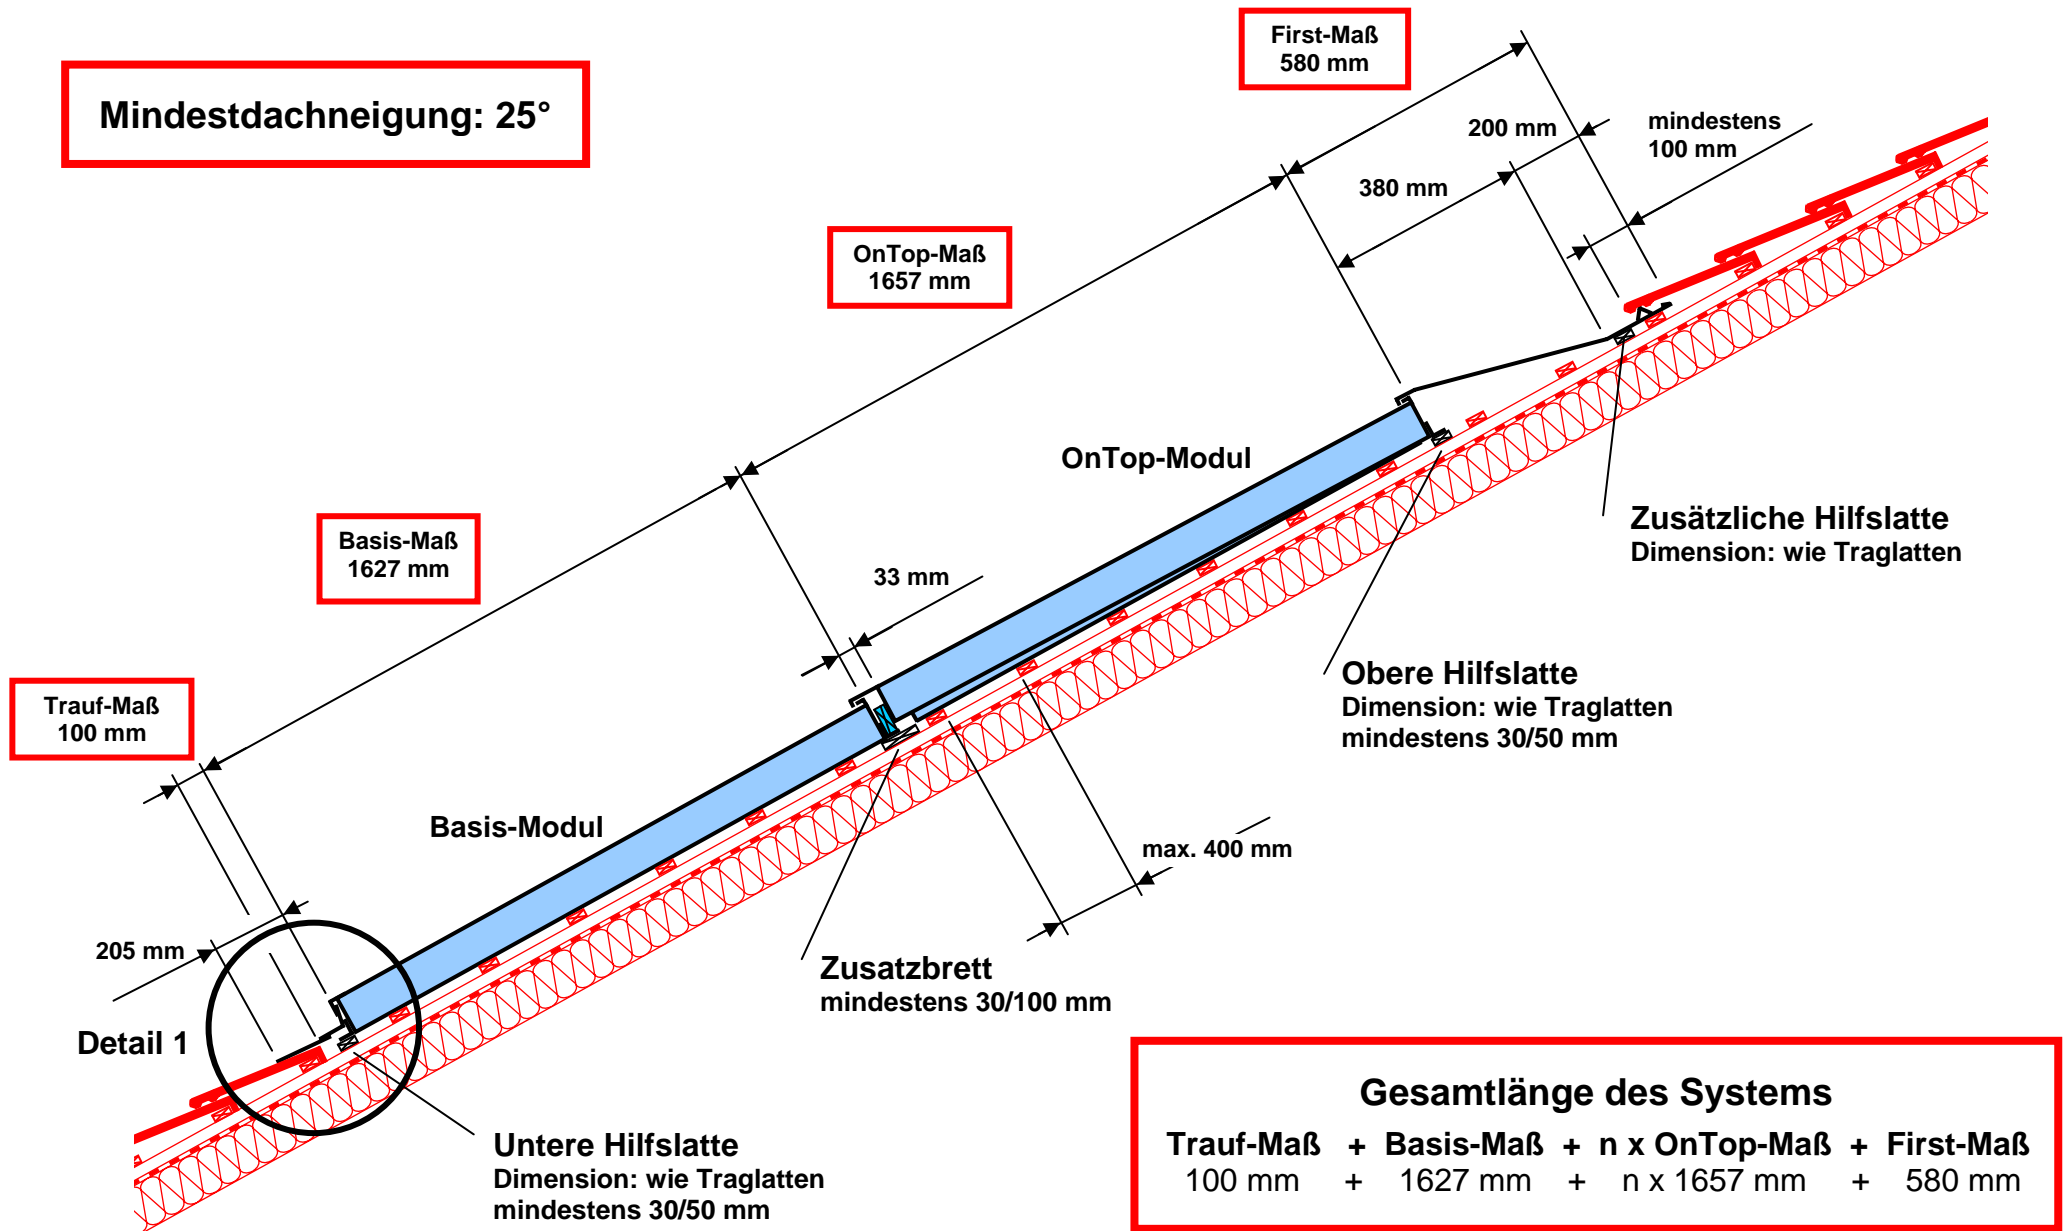 First-Maß
580 mm
Mindestdachneigung: 25°
200 mm
mindestens
100 mm
380 mm
OnTop-Maß
1657 mm
OnTop-Modul
Basis-Maß
1627 mm
33 mm
Zusätzliche Hilfslatte
Dimension: wie Traglatten
Trauf-Maß
100 mm
Obere Hilfslatte
Dimension: wie Traglatten
mindestens 30/50 mm
Basis-Modul
max. 400 mm
205 mm
Zusatzbrett
mindestens 30/100 mm
Detail 1
Untere Hilfslatte
Dimension: wie Traglatten
mindestens 30/50 mm
Gesamtlänge des Systems
Trauf-Maß + Basis-Maß + n x OnTop-Maß + First-Maß
100 mm + 1627 mm + n x 1657 mm + 580 mm